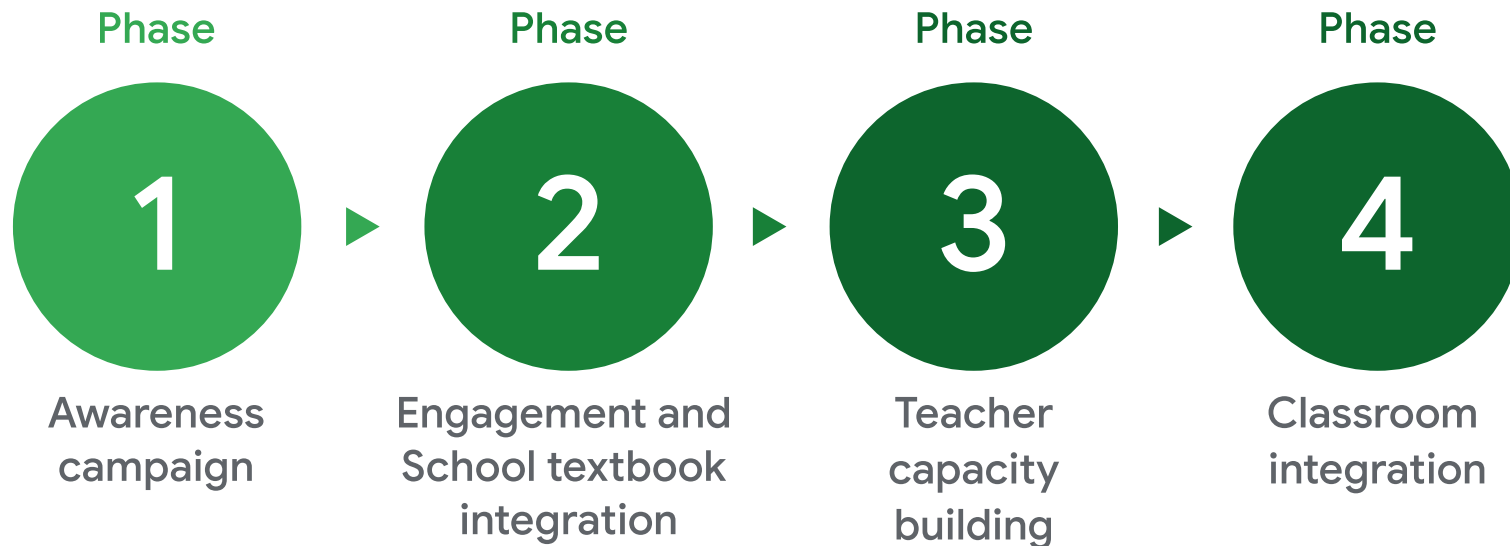 Phase
1
Awareness
campaign
Phase
2
Engagement and
School textbook
integration
Phase
3
Teacher
capacity
building
Phase
4
Classroom
integration